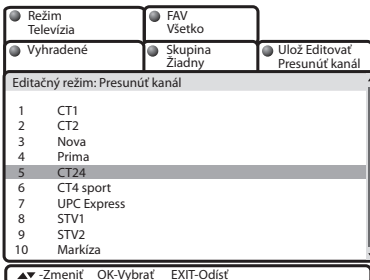 Režim
Televízia
FAV
Všetko
Vyhradené
Skupina
Žiadny
Ulož Editovať
Presunúť kanál
Editačný režim: Presunúť kanál
1 CT1
2 CT2
3 Nova
4 Prima
5 CT24
6 CT4 sport
7 UPC Express
8 STV1
9 STV2
10 Markíza
▲▼ -Zmeniť OK-Vybrať EXIT-Odísť